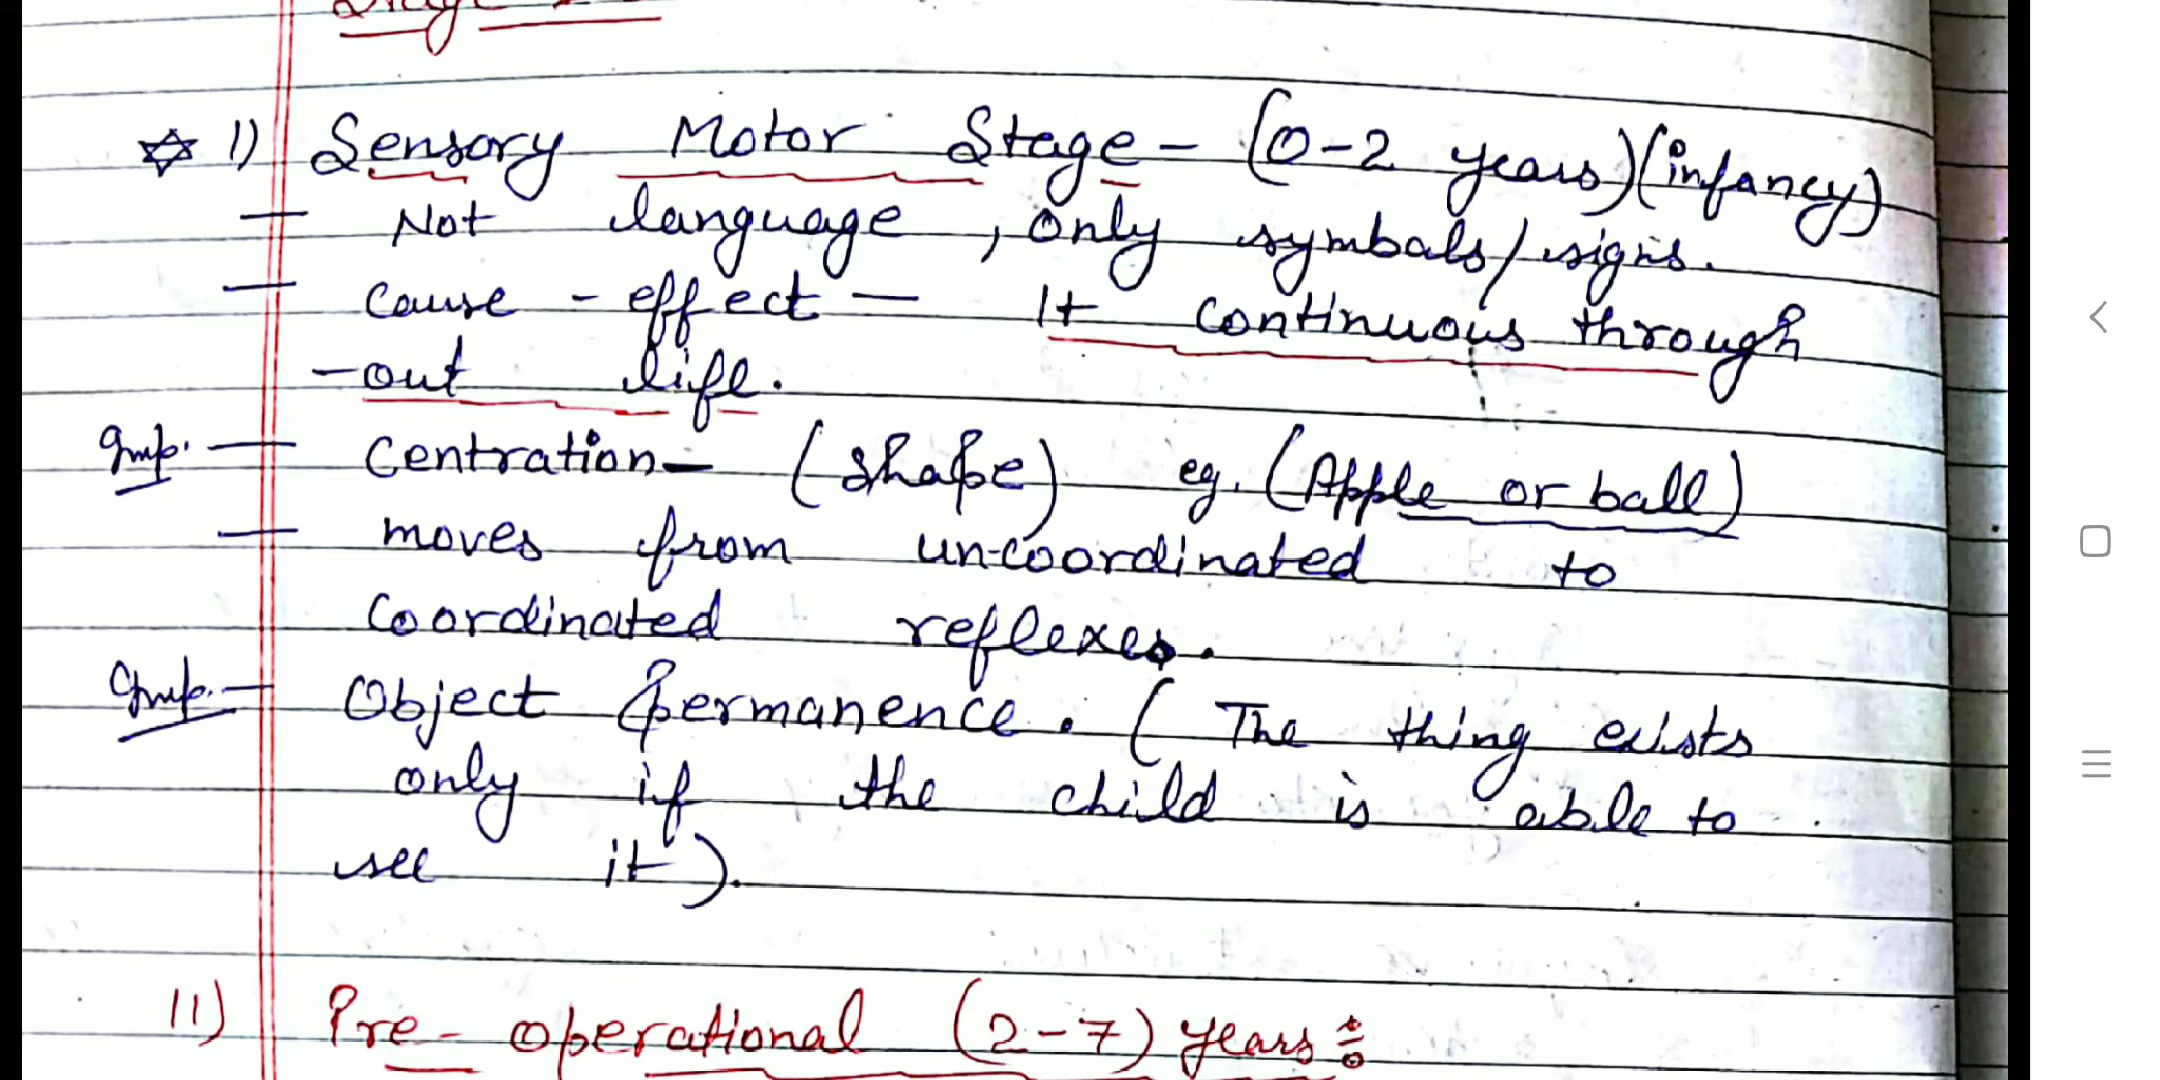 Stage
☆ 1) Sensory Motor Stage - (0-2 years) (infancy)
- Not language, only symbals/signs.
- Cause - effect - It continuous through
-out life.
Imp. - Centration - (Shape) eg. (Apple or ball)
- moves from un-coordinated to
coordinated reflexes.
Imp. - Object permanence. ( The thing exists
only if the child is able to
see it).
11) Pre-operational (2-7) years: